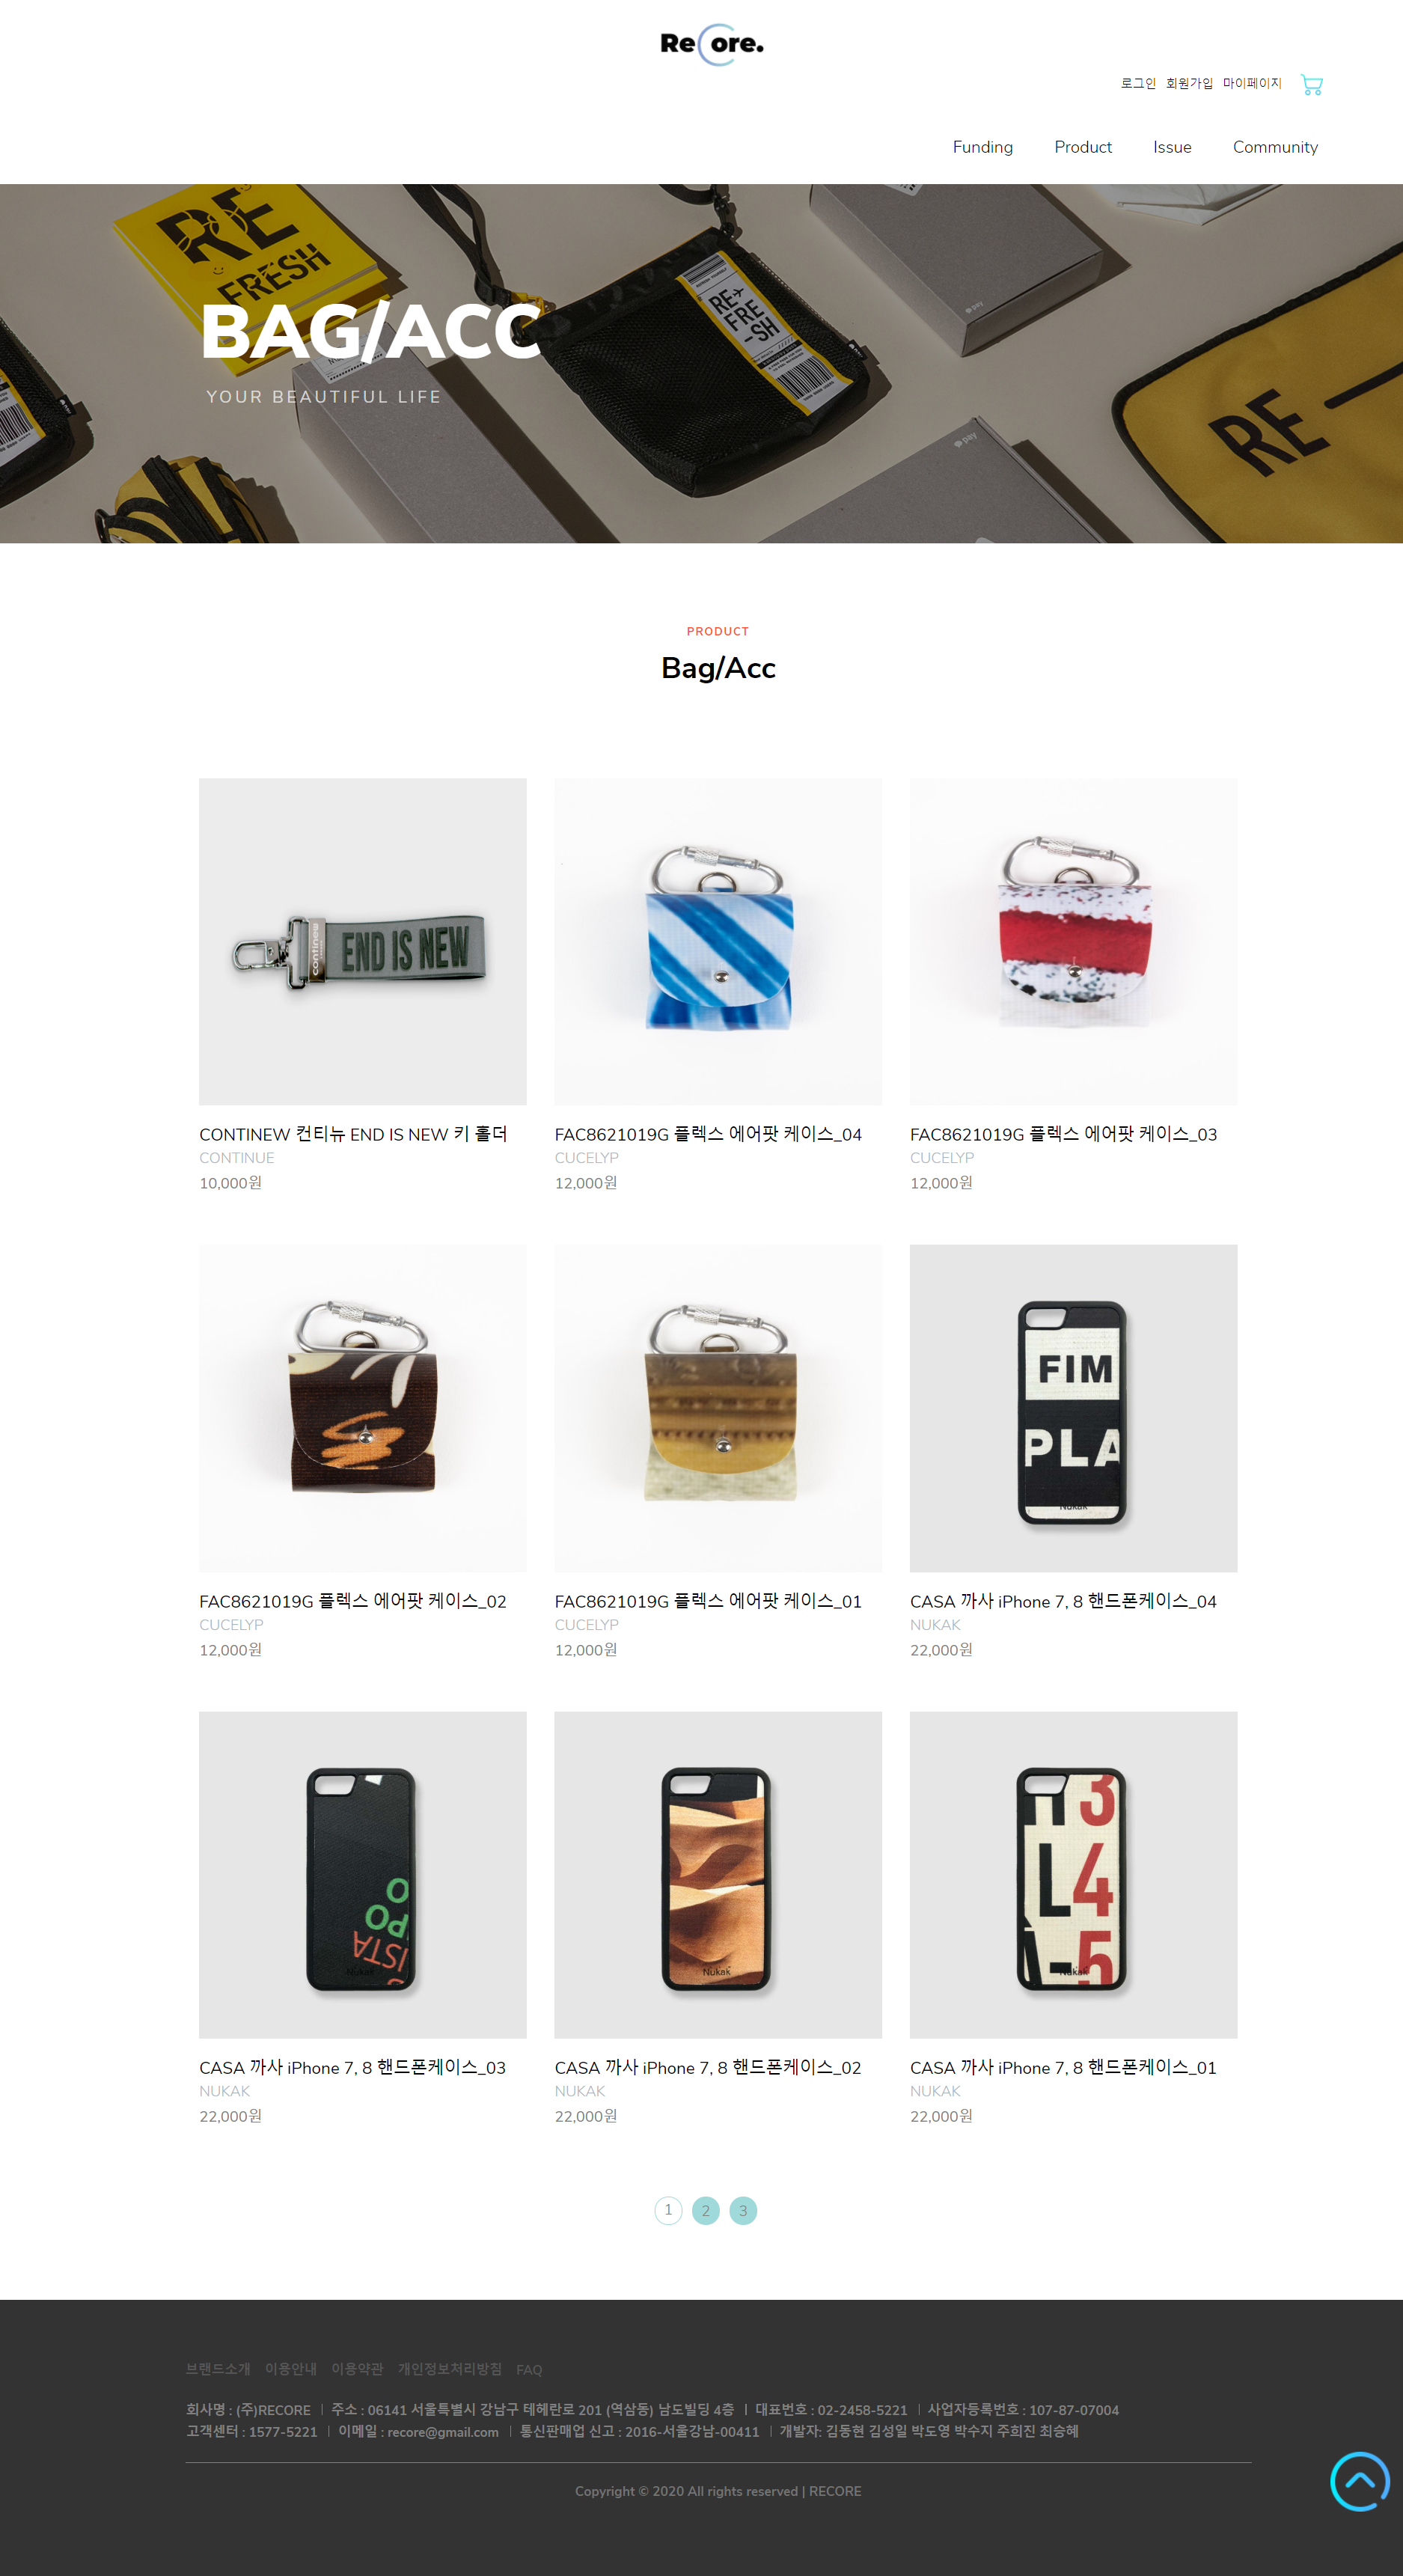 ReCore.
로그인 회원가입 마이페이지
Funding Product Issue Community
RE
FRESH
RE
FRE
-SH
pay
pay
RE
BAG/ACC
YOUR BEAUTIFUL LIFE
PRODUCT
Bag/Acc
continew
END IS NEW
CONTINEW 컨티뉴 END IS NEW 키 홀더
CONTINUE
10,000원
FAC8621019G 플렉스 에어팟 케이스_04
CUCELYP
12,000원
FAC8621019G 플렉스 에어팟 케이스_03
CUCELYP
12,000원
FIM
PLA
Nukak
FAC8621019G 플렉스 에어팟 케이스_02
CUCELYP
12,000원
FAC8621019G 플렉스 에어팟 케이스_01
CUCELYP
12,000원
CASA 까사 iPhone 7, 8 핸드폰케이스_04
NUKAK
22,000원
O
PO
ISTA
Nukak
Nukak
3
L4
-5
Nukak
CASA 까사 iPhone 7, 8 핸드폰케이스_03
NUKAK
22,000원
CASA 까사 iPhone 7, 8 핸드폰케이스_02
NUKAK
22,000원
CASA 까사 iPhone 7, 8 핸드폰케이스_01
NUKAK
22,000원
1 2 3
브랜드소개 이용안내 이용약관 개인정보처리방침 FAQ
회사명 : (주)RECORE | 주소 : 06141 서울특별시 강남구 테헤란로 201 (역삼동) 남도빌딩 4층 | 대표번호 : 02-2458-5221 | 사업자등록번호 : 107-87-07004
고객센터 : 1577-5221 | 이메일 : recore@gmail.com | 통신판매업 신고 : 2016-서울강남-00411 | 개발자: 김동현 김성일 박도영 박수지 주희진 최승혜
Copyright © 2020 All rights reserved | RECORE